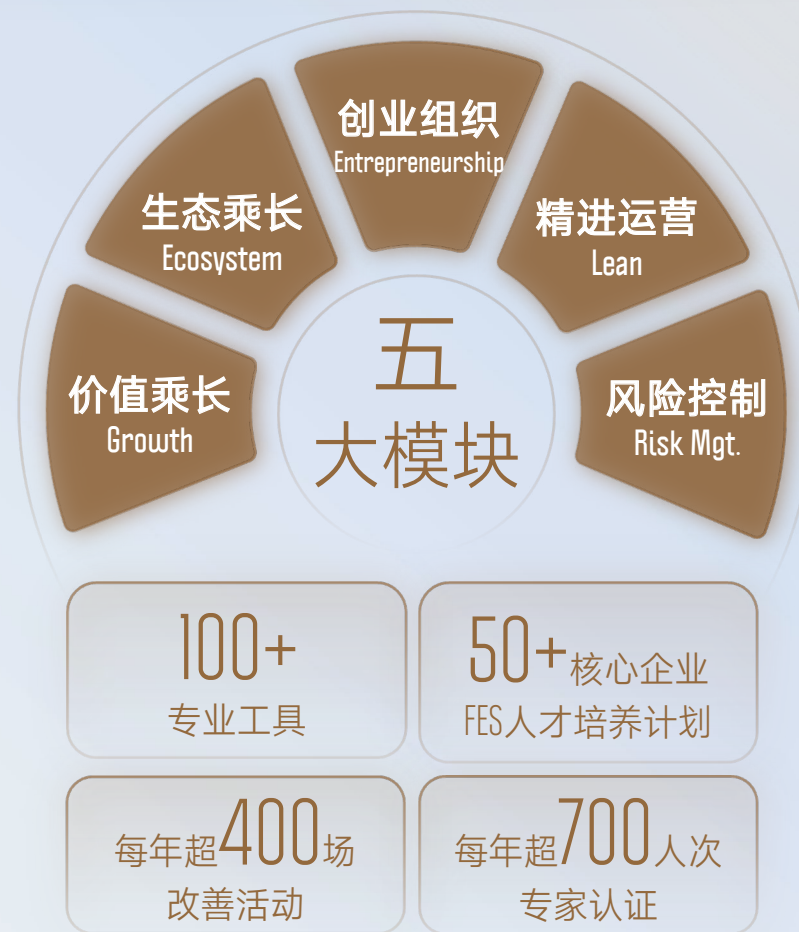 创业组织
Entrepreneurship
生态乘长
Ecosystem
精进运营
Lean
价值乘长
Growth
风险控制
Risk Mgt.
五
大模块
100+
专业工具
50+核心企业
FES人才培养计划
每年超400场
改善活动
每年超700人次
专家认证